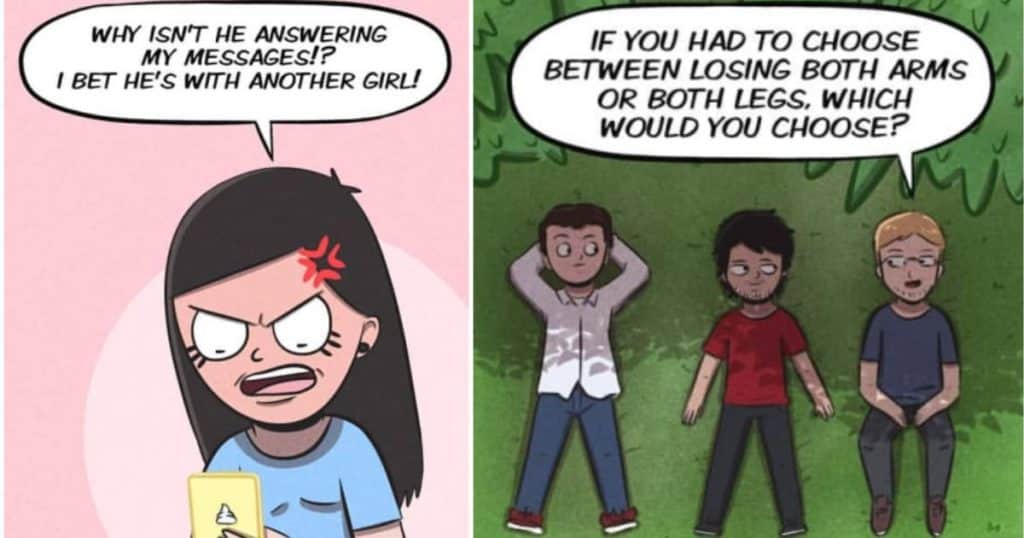 WHY ISN'T HE ANSWERING
MY MESSAGES!?
I BET HE'S WITH ANOTHER GIRL!
IF YOU HAD TO CHOOSE
BETWEEN LOSING BOTH ARMS
OR BOTH LEGS, WHICH
WOULD YOU CHOOSE?